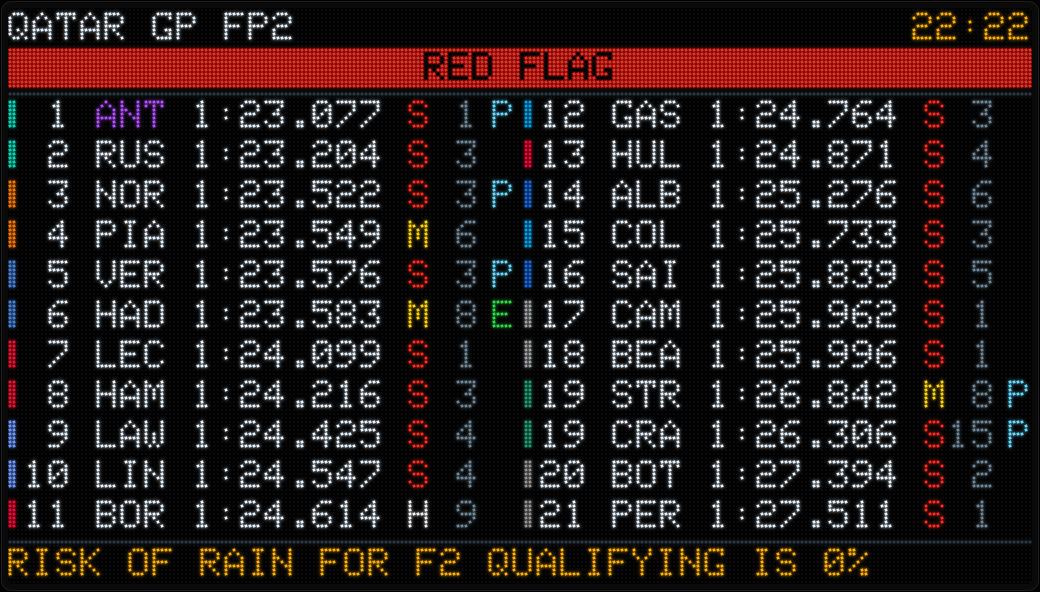 QATAR GP FP2 22:22
RED FLAG
1 ANT 1:23.077 S 1 P 12 GAS 1:24.764 S 3
2 RUS 1:23.204 S 3 13 HUL 1:24.871 S 4
3 NOR 1:23.522 S 3 P 14 ALB 1:25.276 S 6
4 PIA 1:23.549 M 6 15 COL 1:25.733 S 3
5 VER 1:23.576 S 3 P 16 SAI 1:25.839 S 5
6 HAD 1:23.583 M 8 E 17 CAM 1:25.962 S 1
7 LEC 1:24.099 S 1 18 BEA 1:25.996 S 1
8 HAM 1:24.216 S 3 19 STR 1:26.842 M 8 P
9 LAW 1:24.425 S 4 19 CRA 1:26.306 S 15 P
10 LIN 1:24.547 S 4 20 BOT 1:27.394 S 2
11 BOR 1:24.614 H 9 21 PER 1:27.511 S 1
RISK OF RAIN FOR F2 QUALIFYING IS 0%